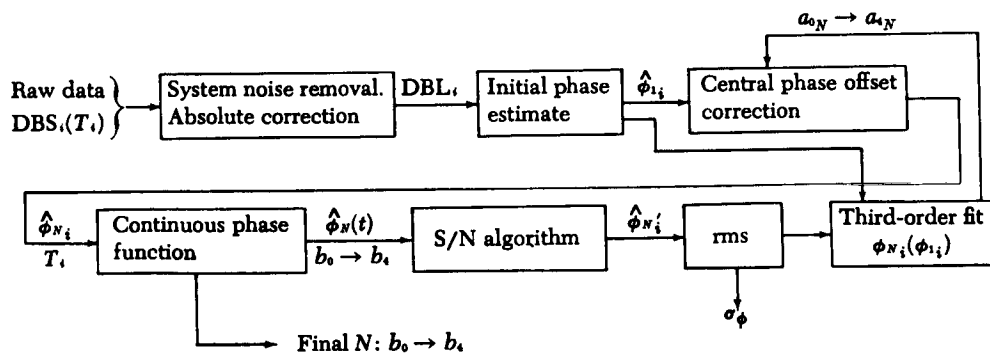 a₀N → a₄N
Raw data
DBSᵢ(Tᵢ)
System noise removal.
Absolute correction
DBLᵢ
Initial phase
estimate
ϕ̂₁ᵢ
Central phase offset
correction
ϕ̂Nᵢ
Tᵢ
Continuous phase
function
ϕ̂N(t)
b₀ → b₄
S/N algorithm
ϕ̂N′ᵢ
rms
Third-order fit
ϕNᵢ(ϕ₁ᵢ)
σ′ϕ
Final N: b₀ → b₄